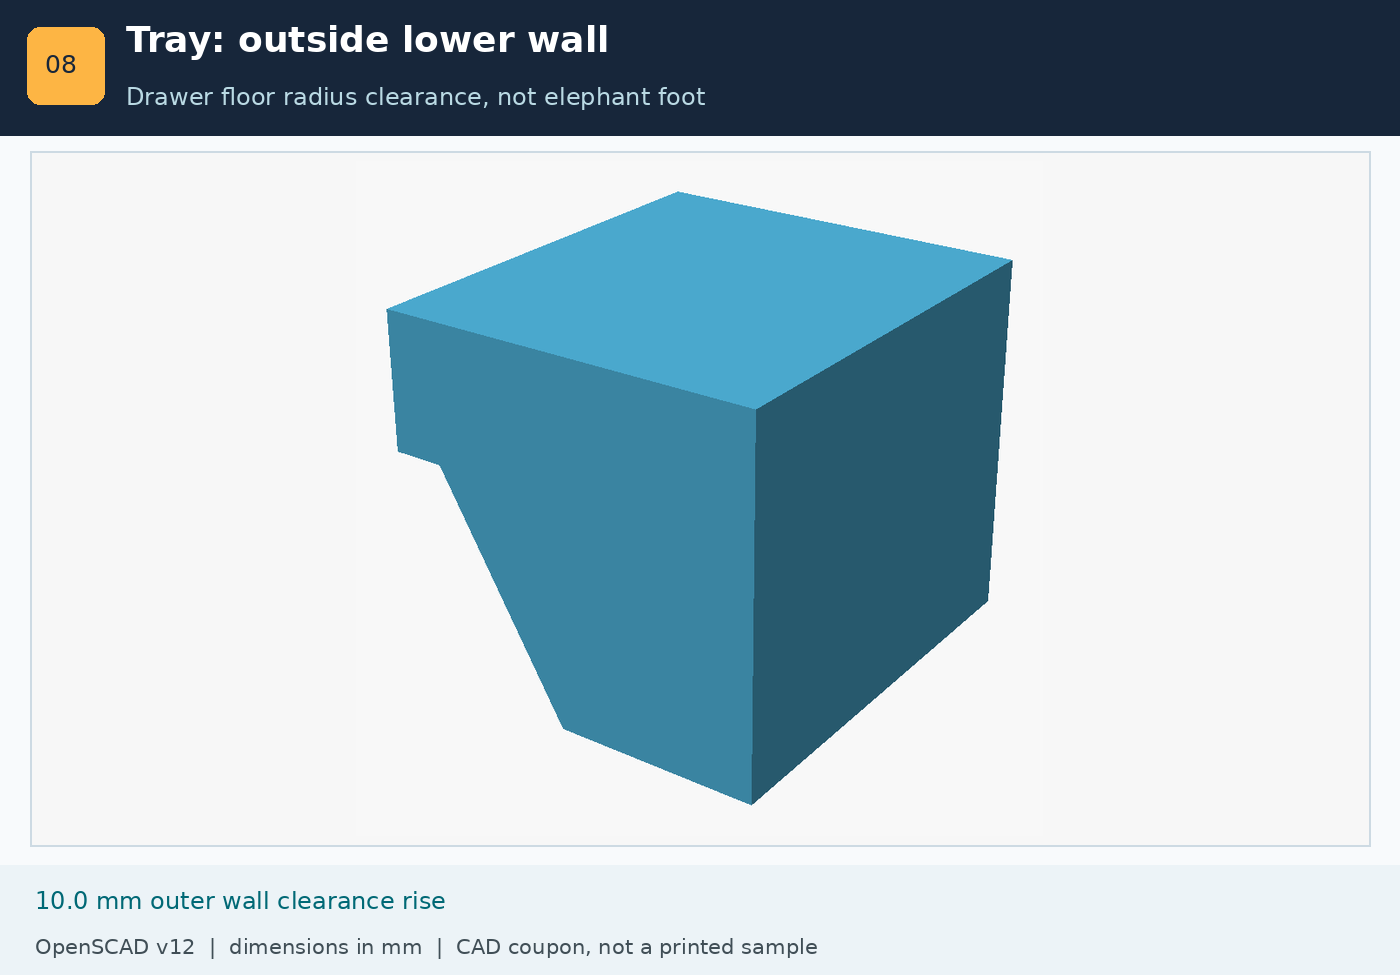 08
Tray: outside lower wall
Drawer floor radius clearance, not elephant foot
10.0 mm outer wall clearance rise
OpenSCAD v12 | dimensions in mm | CAD coupon, not a printed sample